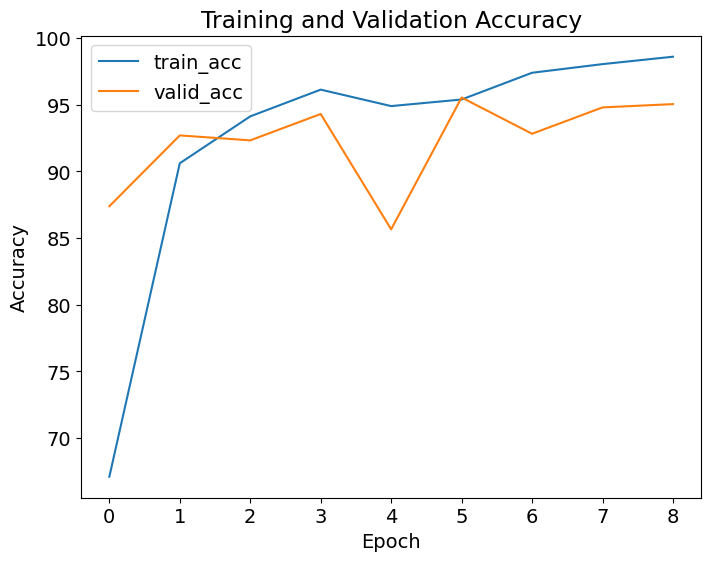 Training and Validation Accuracy
train_acc
valid_acc
Accuracy
100
95
90
85
80
75
70
0 1 2 3 4 5 6 7 8
Epoch